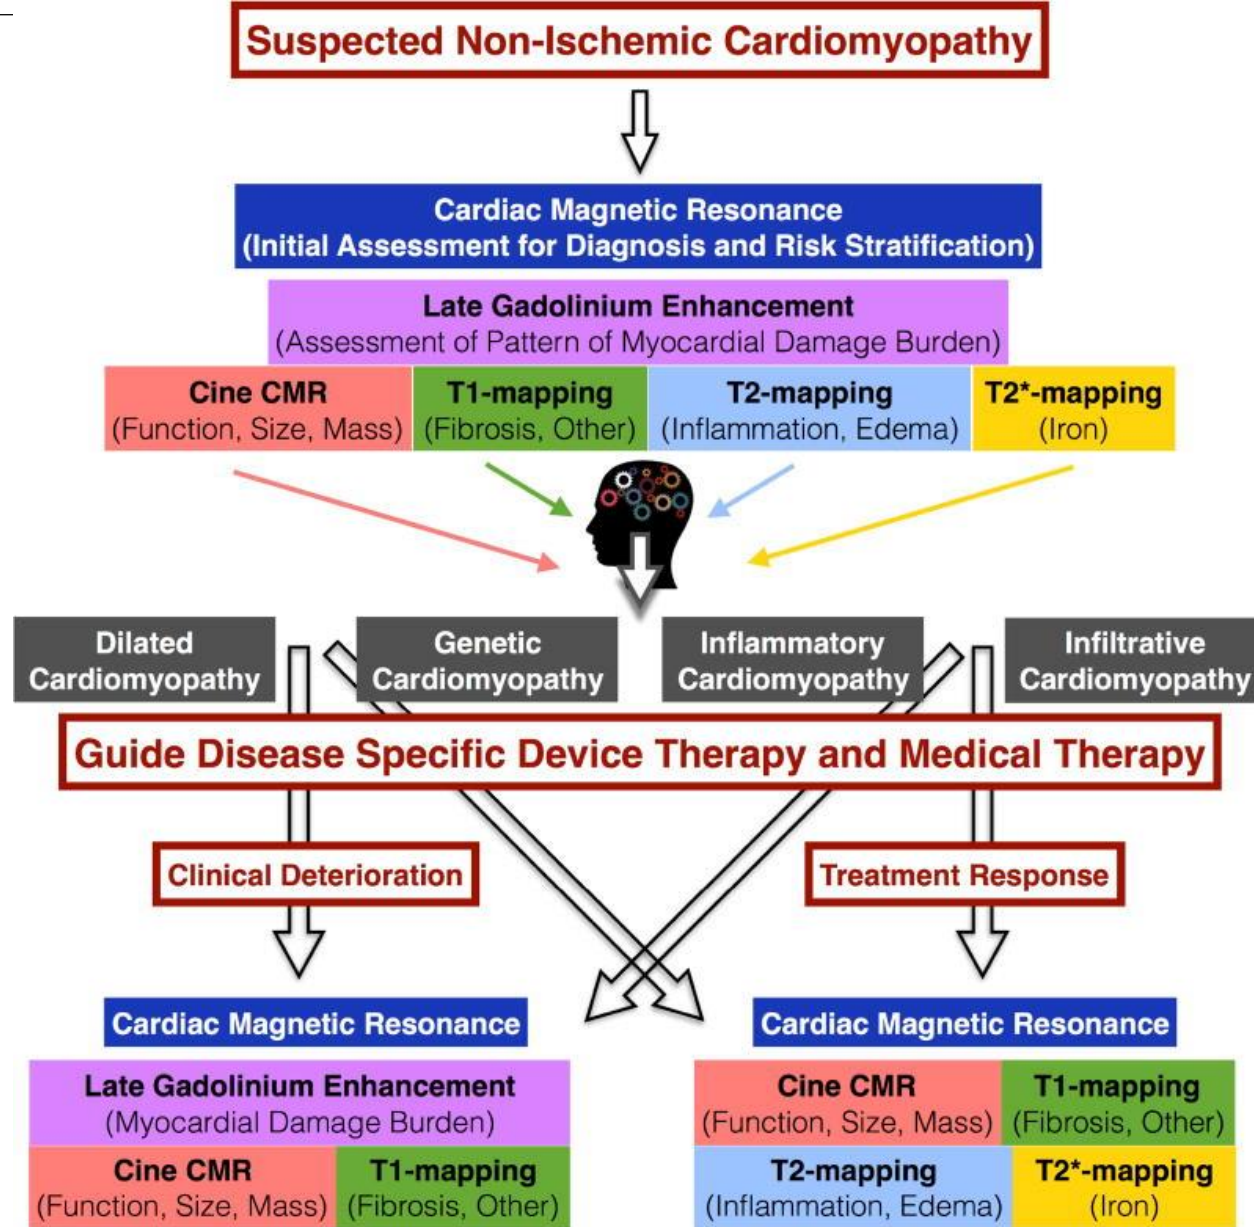 Suspected Non-Ischemic Cardiomyopathy
Cardiac Magnetic Resonance
(Initial Assessment for Diagnosis and Risk Stratification)
Late Gadolinium Enhancement
(Assessment of Pattern of Myocardial Damage Burden)
Cine CMR
(Function, Size, Mass)
T1-mapping
(Fibrosis, Other)
T2-mapping
(Inflammation, Edema)
T2*-mapping
(Iron)
Dilated
Cardiomyopathy
Genetic
Cardiomyopathy
Inflammatory
Cardiomyopathy
Infiltrative
Cardiomyopathy
Guide Disease Specific Device Therapy and Medical Therapy
Clinical Deterioration
Treatment Response
Cardiac Magnetic Resonance
Late Gadolinium Enhancement
(Myocardial Damage Burden)
Cine CMR
(Function, Size, Mass)
T1-mapping
(Fibrosis, Other)
Cardiac Magnetic Resonance
Cine CMR
(Function, Size, Mass)
T1-mapping
(Fibrosis, Other)
T2-mapping
(Inflammation, Edema)
T2*-mapping
(Iron)